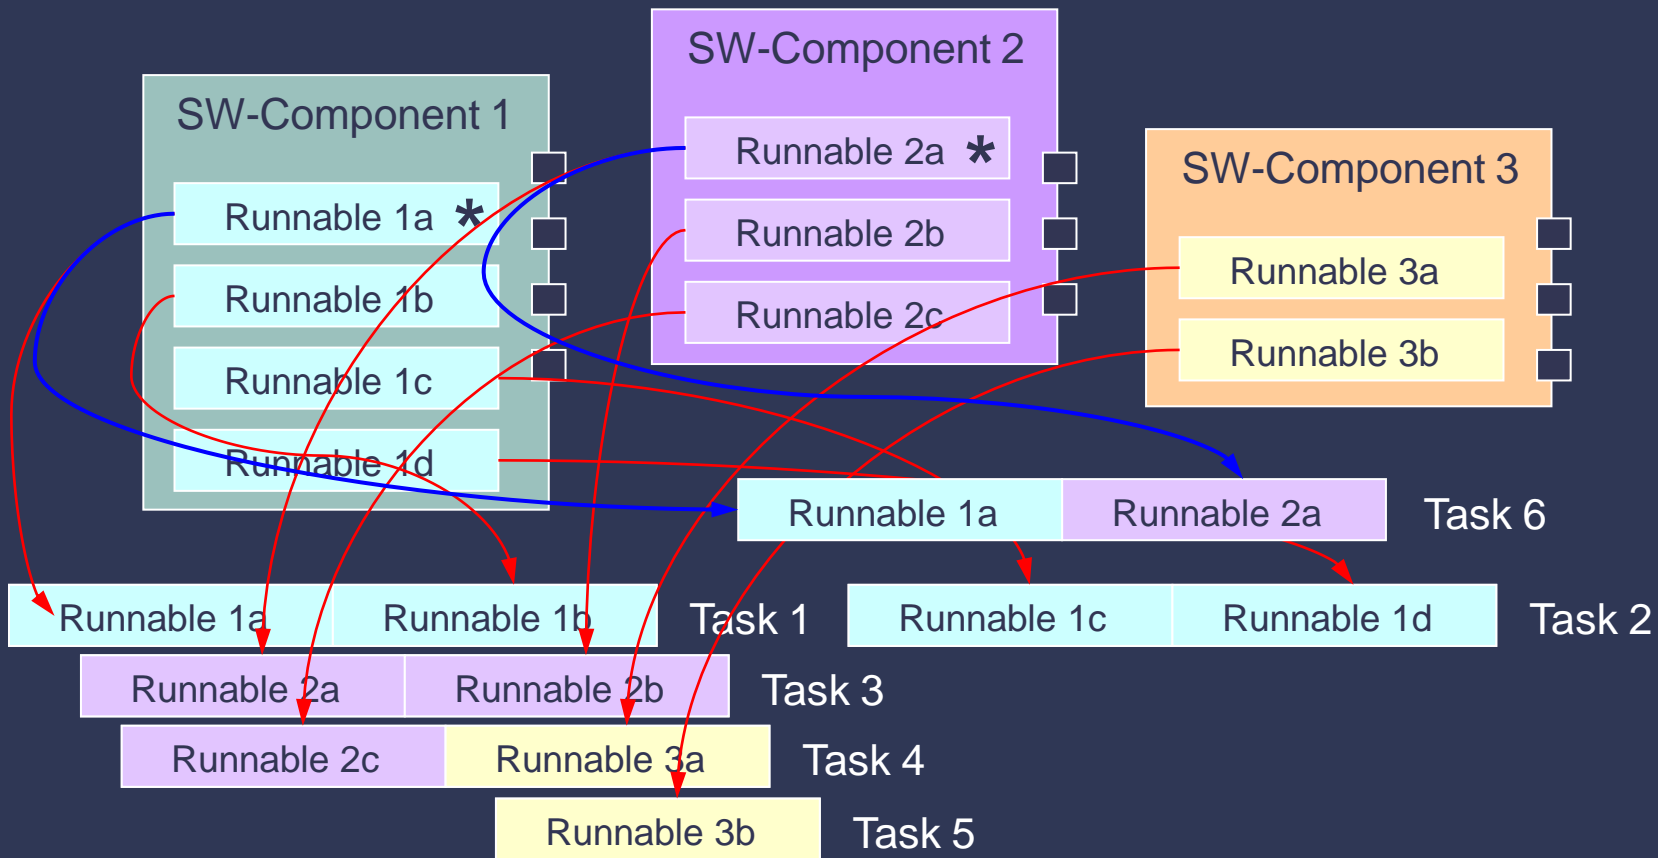 SW-Component 1
Runnable 1a *
Runnable 1b
Runnable 1c
Runnable 1d
SW-Component 2
Runnable 2a *
Runnable 2b
Runnable 2c
SW-Component 3
Runnable 3a
Runnable 3b
Runnable 1a Runnable 2a Task 6
Runnable 1a Runnable 1b Task 1
Runnable 1c Runnable 1d Task 2
Runnable 2a Runnable 2b Task 3
Runnable 2c Runnable 3a Task 4
Runnable 3b Task 5